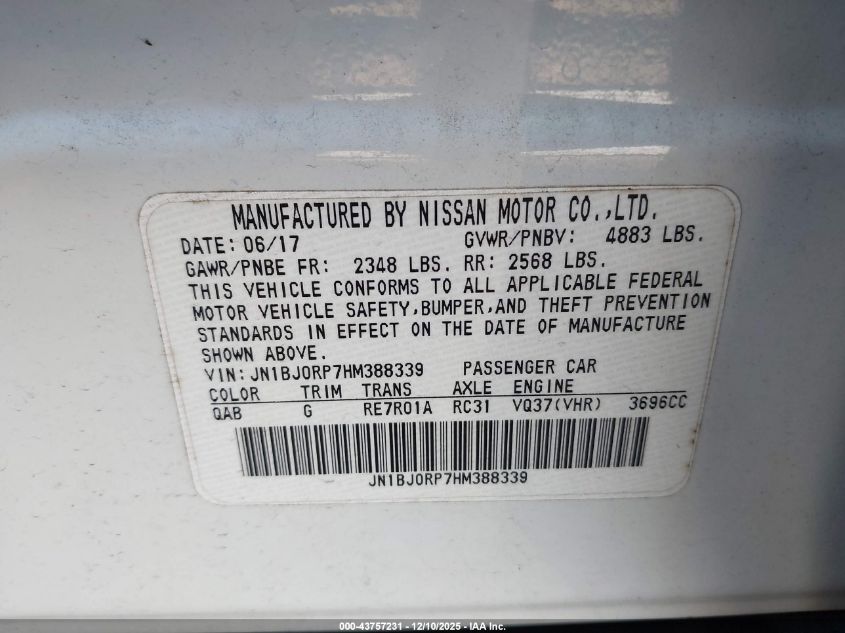 MANUFACTURED BY NISSAN MOTOR CO.,LTD.
DATE: 06/17 GVWR/PNBV: 4883 LBS.
GAWR/PNBE FR: 2348 LBS. RR: 2568 LBS.
THIS VEHICLE CONFORMS TO ALL APPLICABLE FEDERAL
MOTOR VEHICLE SAFETY,BUMPER,AND THEFT PREVENTION
STANDARDS IN EFFECT ON THE DATE OF MANUFACTURE
SHOWN ABOVE.
VIN:JN1BJ0RP7HM388339 PASSENGER CAR
COLOR TRIM TRANS AXLE ENGINE
QAB G RE7R01A RC31 VQ37(VHR) 3696CC
JN1BJ0RP7HM388339
000-43757231 - 12/10/2025 - IAA Inc.